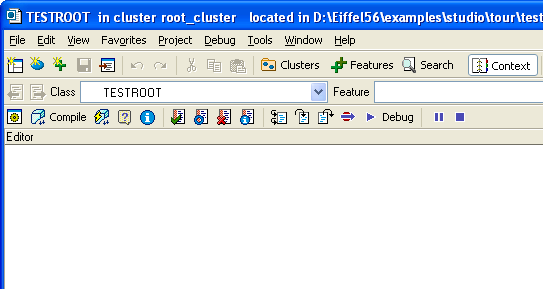 TESTROOT in cluster root_cluster located in D:\Eiffel56\examples\studio\tour\test
File Edit View Favorites Project Debug Tools Window Help
Clusters Features Search Context
Class TESTROOT Feature
Compile Debug
Editor